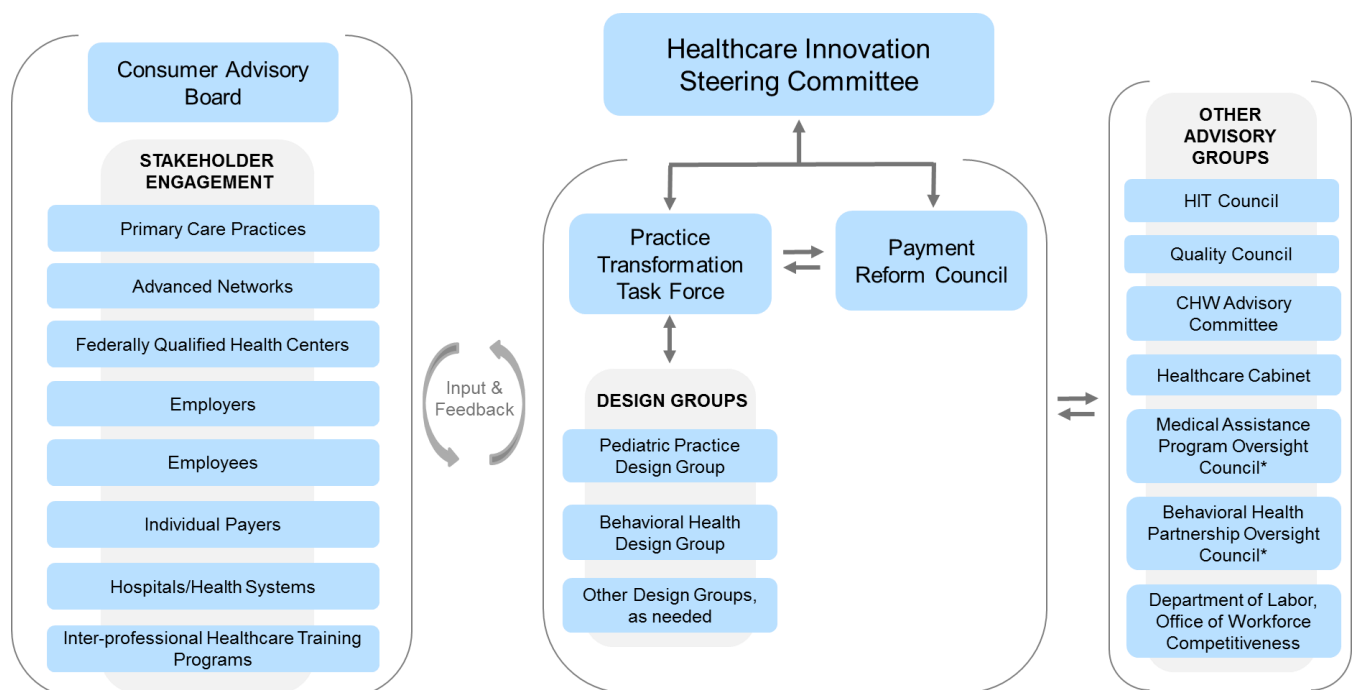 Consumer Advisory
Board
STAKEHOLDER
ENGAGEMENT
Primary Care Practices
Advanced Networks
Federally Qualified Health Centers
Employers
Employees
Individual Payers
Hospitals/Health Systems
Inter-professional Healthcare Training
Programs
Input &
Feedback
Healthcare Innovation
Steering Committee
Practice
Transformation
Task Force
Payment
Reform Council
DESIGN GROUPS
Pediatric Practice
Design Group
Behavioral Health
Design Group
Other Design Groups,
as needed
OTHER
ADVISORY
GROUPS
HIT Council
Quality Council
CHW Advisory
Committee
Healthcare Cabinet
Medical Assistance
Program Oversight
Council*
Behavioral Health
Partnership Oversight
Council*
Department of Labor,
Office of Workforce
Competitiveness